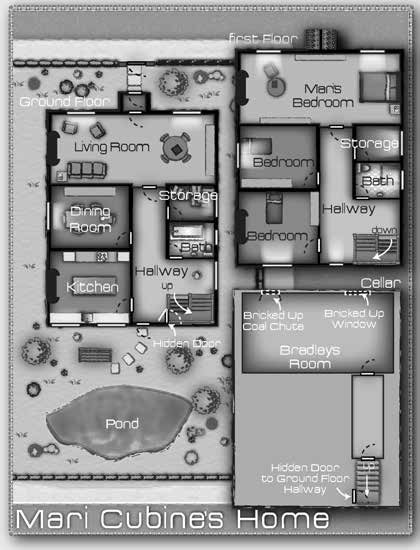 first Floor
Ground Floor
Mari's
Bedroom
Living Room
Storage
Bedroom
Bath
Storage
Dining
Room
Hallway
Bath
Bedroom
down
Hallway
up
Kitchen
Cellar
Hidden Door
Bricked Up
Coal Chute
Bricked Up
Window
Bradley's
Room
Pond
Hidden Door
to Ground Floor
Hallway
up
Mari Cubine's Home